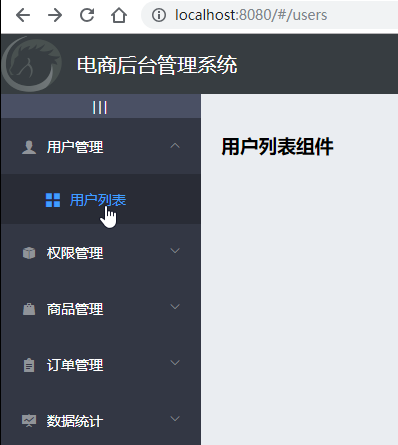 localhost:8080/#/users
电商后台管理系统
|||
用户管理
用户列表组件
用户列表
权限管理
商品管理
订单管理
数据统计